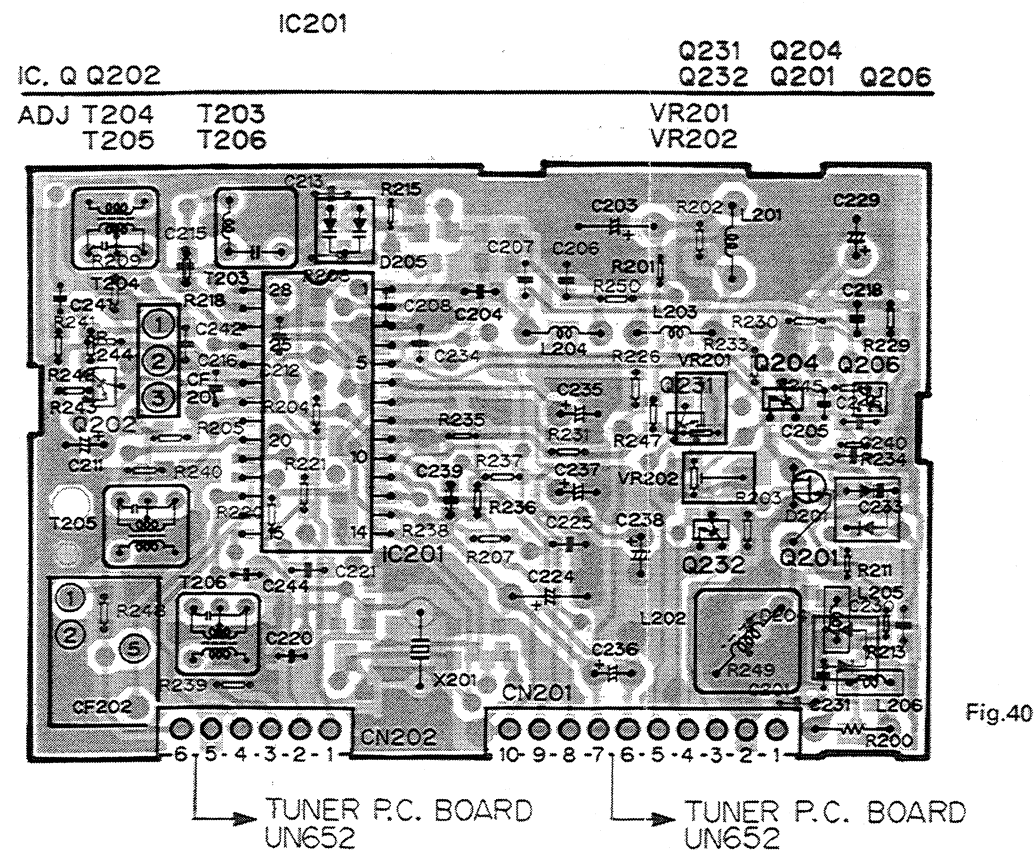 IC201
Q231 Q204
IC. Q Q202 Q232 Q201 Q206
ADJ T204 T203 VR201
T205 T206 VR202
C213 R215 C203 R202 L201 C229
C215 R209 T203 R208 D205 C207 C206 R201
T204 R250 C218
C241 R218 28 1 C208 C204 L203 R230 R229
1 C242 25 5 C234 L204 R226 VR201 R233 Q204 Q206
2 C216 C212
3 CF 201 R204 C235 Q231 C205
R243 R205 20 10 R235 R231 R247 C240
Q202 R234
C211 R240 R221 C239 R237 C237 VR202 R203
T205 15 14 R238 R236 C225 C238 C233
IC201 R207 Q232 Q201
R211
T206 C244 C221 C224 L205
1 R248 L202 C230
2 5 C220 C236 R213
R239 X201 R249
CN201 C231 L206
CF202 CN202 R200
6 5 4 3 2 1 10 9 8 7 6 5 4 3 2 1
Fig.40
TUNER P.C. BOARD TUNER P.C. BOARD
UN652 UN652